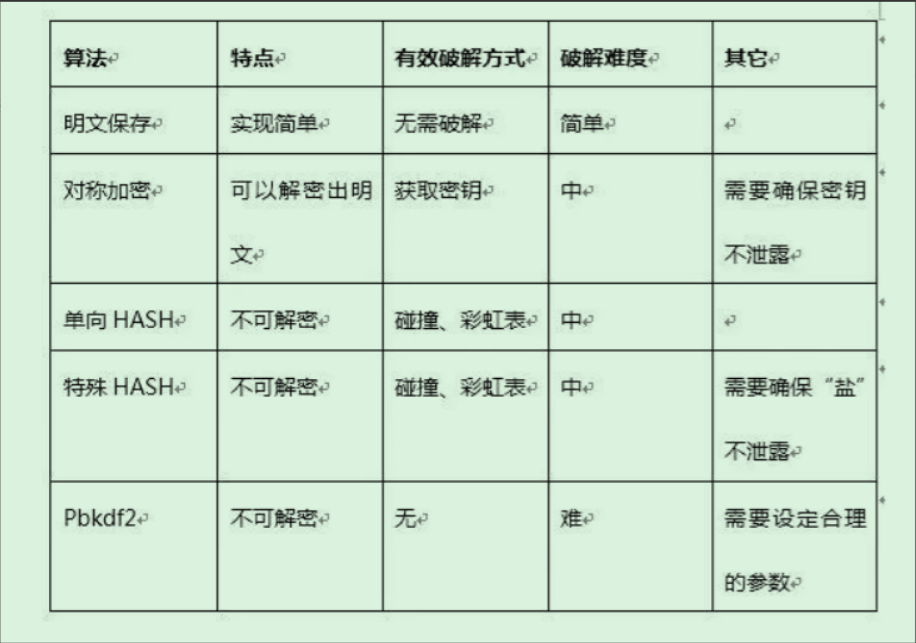 算法 特点 有效破解方式 破解难度 其它
明文保存 实现简单 无需破解 简单
对称加密 可以解密出明 获取密钥 中 需要确保密钥
文 不泄露
单向 HASH 不可解密 碰撞、彩虹表 中
特殊 HASH 不可解密 碰撞、彩虹表 中 需要确保“盐”
不泄露
Pbkdf2 不可解密 无 难 需要设定合理
的参数